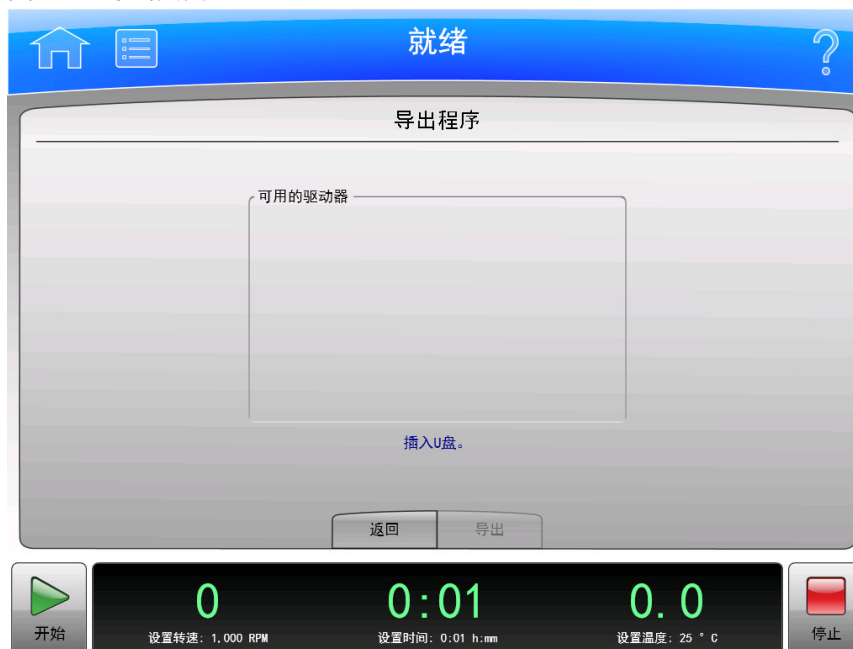 就绪
?
导出程序
可用的驱动器
插入U盘。
返回
导出
开始
0
0:01
0.0
设置转速: 1,000 RPM
设置时间: 0:01 h:mm
设置温度: 25 °C
停止